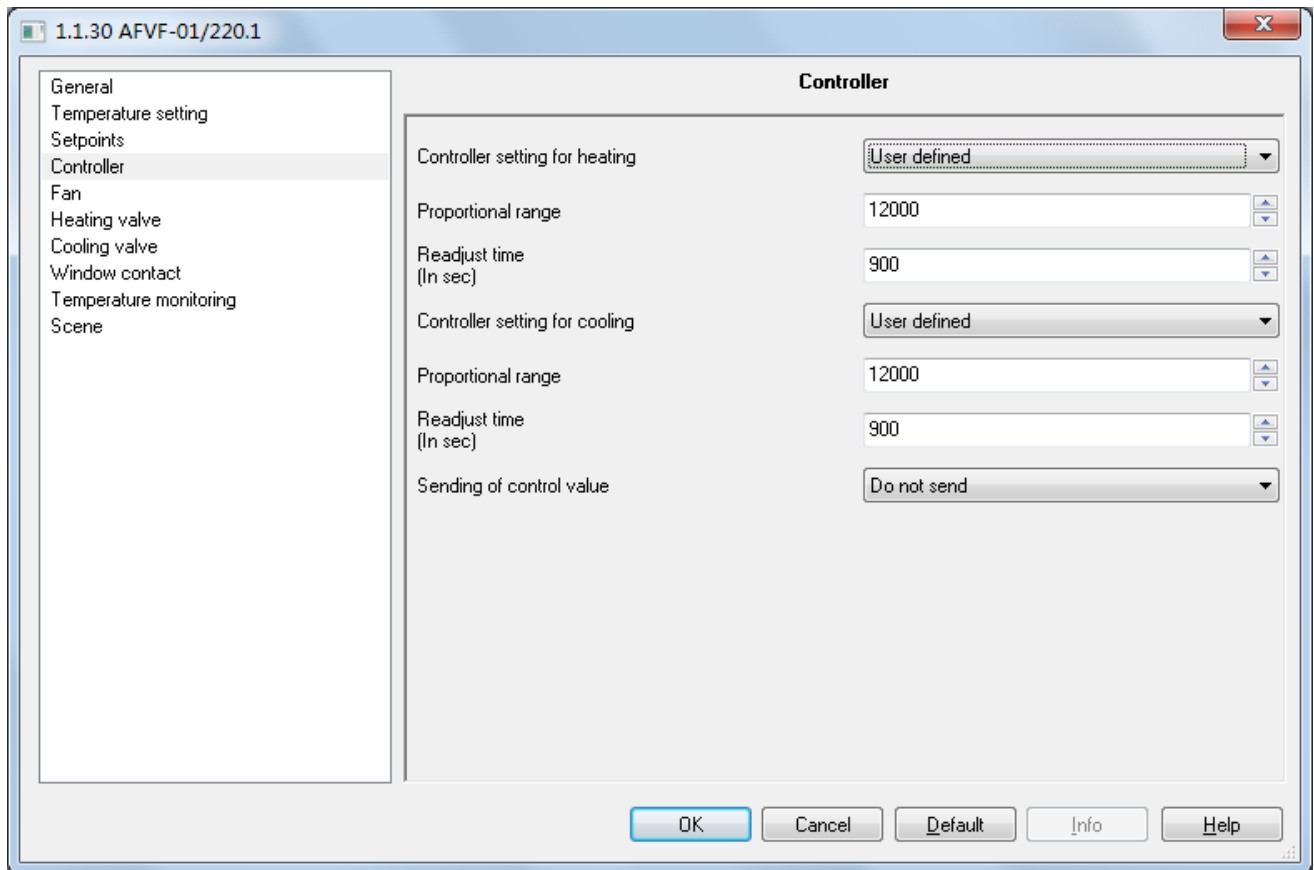 1.1.30 AFVF-01/220.1
General
Temperature setting
Setpoints
Controller
Fan
Heating valve
Cooling valve
Window contact
Temperature monitoring
Scene
Controller
Controller setting for heating
User defined
Proportional range
12000
Readjust time
(In sec)
900
Controller setting for cooling
User defined
Proportional range
12000
Readjust time
(In sec)
900
Sending of control value
Do not send
OK
Cancel
Default
Info
Help